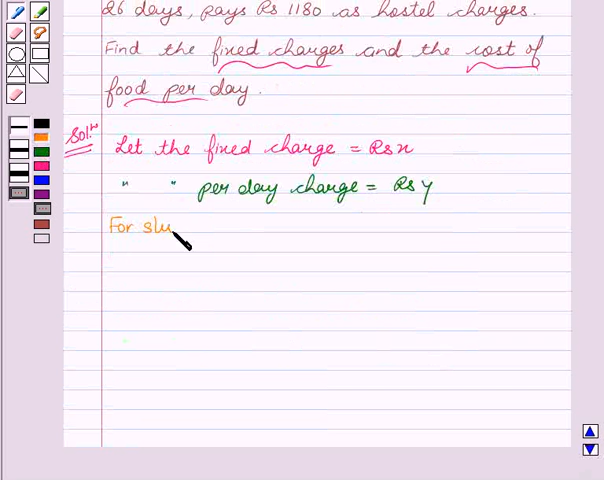 26 days, pays Rs 1180 as hostel charges.
Find the fixed charges and the cost of
food per day.
Sol:n Let the fixed charge = Rs x
" " per day charge = Rs y
For stu